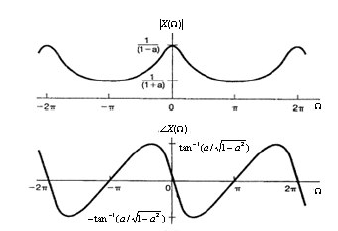 |X(Ω)|
1/(1−a)
1/(1+a)
−2π −π 0 π 2π Ω
∠X(Ω)
tan⁻¹(a/√1−a²)
−2π −π 0 π 2π Ω
−tan⁻¹(a/√1−a²)